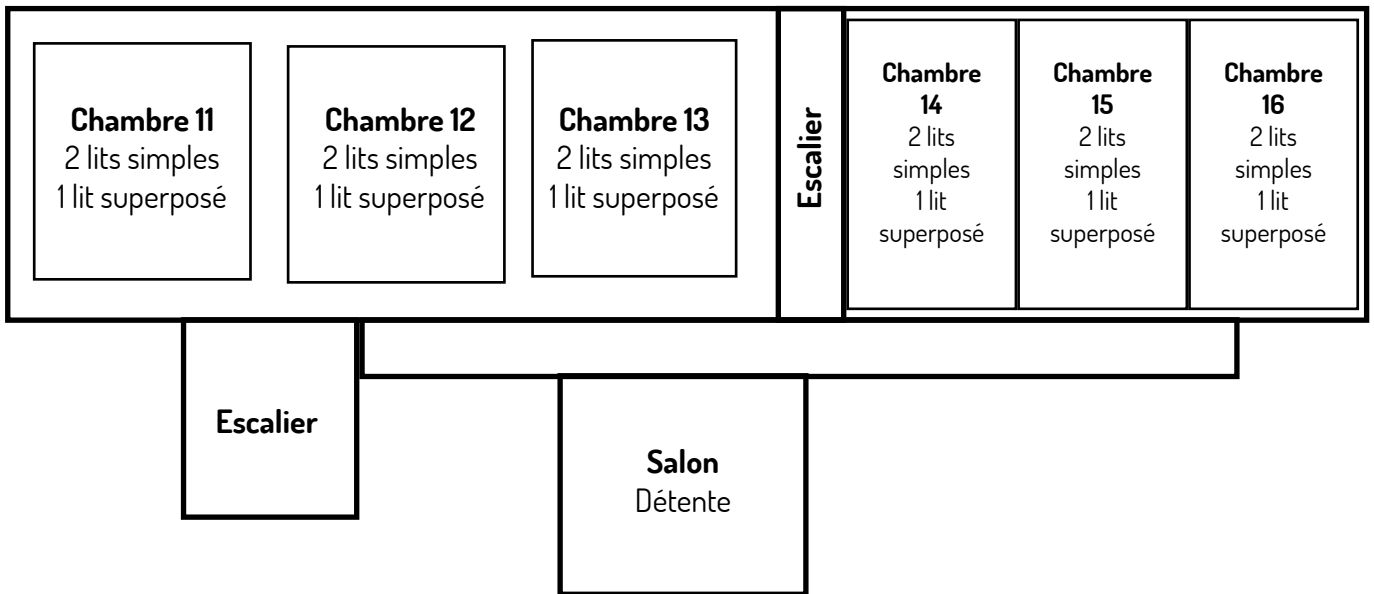 Chambre 11
2 lits simples
1 lit superposé
Chambre 12
2 lits simples
1 lit superposé
Chambre 13
2 lits simples
1 lit superposé
Escalier
Chambre
14
2 lits
simples
1 lit
superposé
Chambre
15
2 lits
simples
1 lit
superposé
Chambre
16
2 lits
simples
1 lit
superposé
Escalier
Salon
Détente